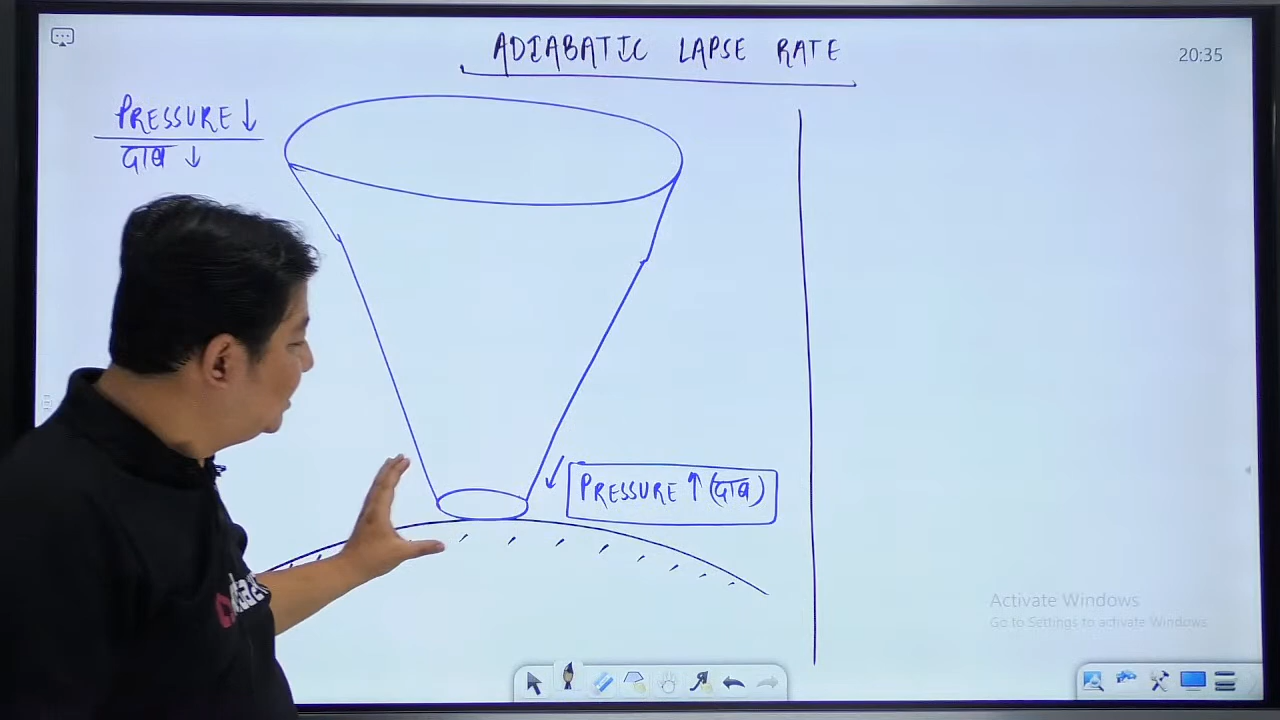 ADIABATIC LAPSE RATE
20:35
PRESSURE ↓
दाब ↓
PRESSURE ↑ (दाब)
Activate Windows
Go to Settings to activate Windows.